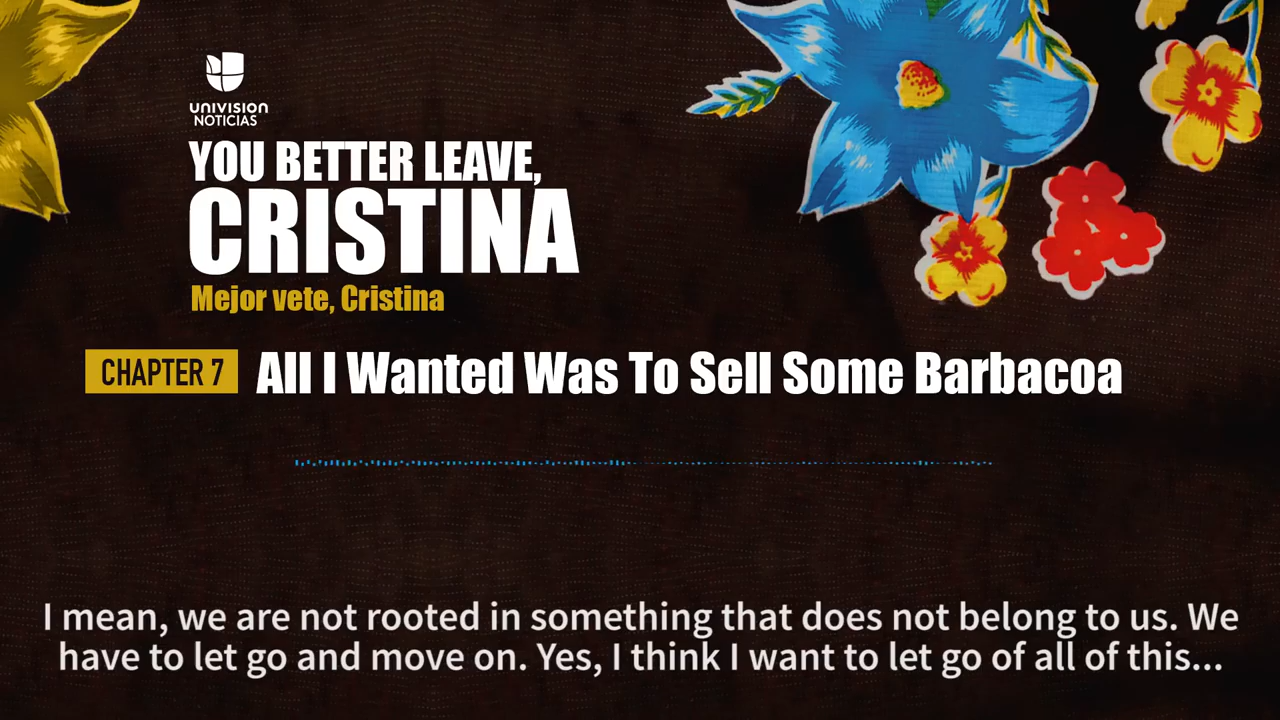 UNIVISION
NOTICIAS
YOU BETTER LEAVE,
CRISTINA
Mejor vete, Cristina
CHAPTER 7 All I Wanted Was To Sell Some Barbacoa
I mean, we are not rooted in something that does not belong to us. We
have to let go and move on. Yes, I think I want to let go of all of this...